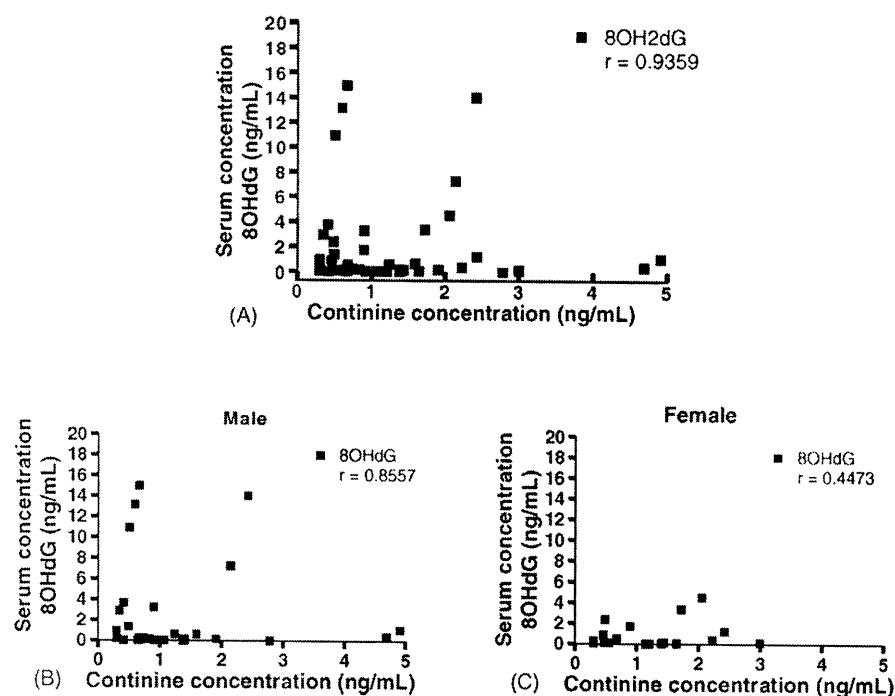 20
18
16
14
12
10
8
6
4
2
0
Serum concentration
8OHdG (ng/mL)
8OH2dG
r = 0.9359
0 1 2 3 4 5
(A) Continine concentration (ng/mL)
Male
20
18
16
14
12
10
8
6
4
2
0
Serum concentration
8OHdG (ng/mL)
8OHdG
r = 0.8557
0 1 2 3 4 5
(B) Continine concentration (ng/mL)
Female
20
18
16
14
12
10
8
6
4
2
0
Serum concentration
8OHdG (ng/mL)
8OHdG
r = 0.4473
0 1 2 3 4 5
(C) Continine concentration (ng/mL)